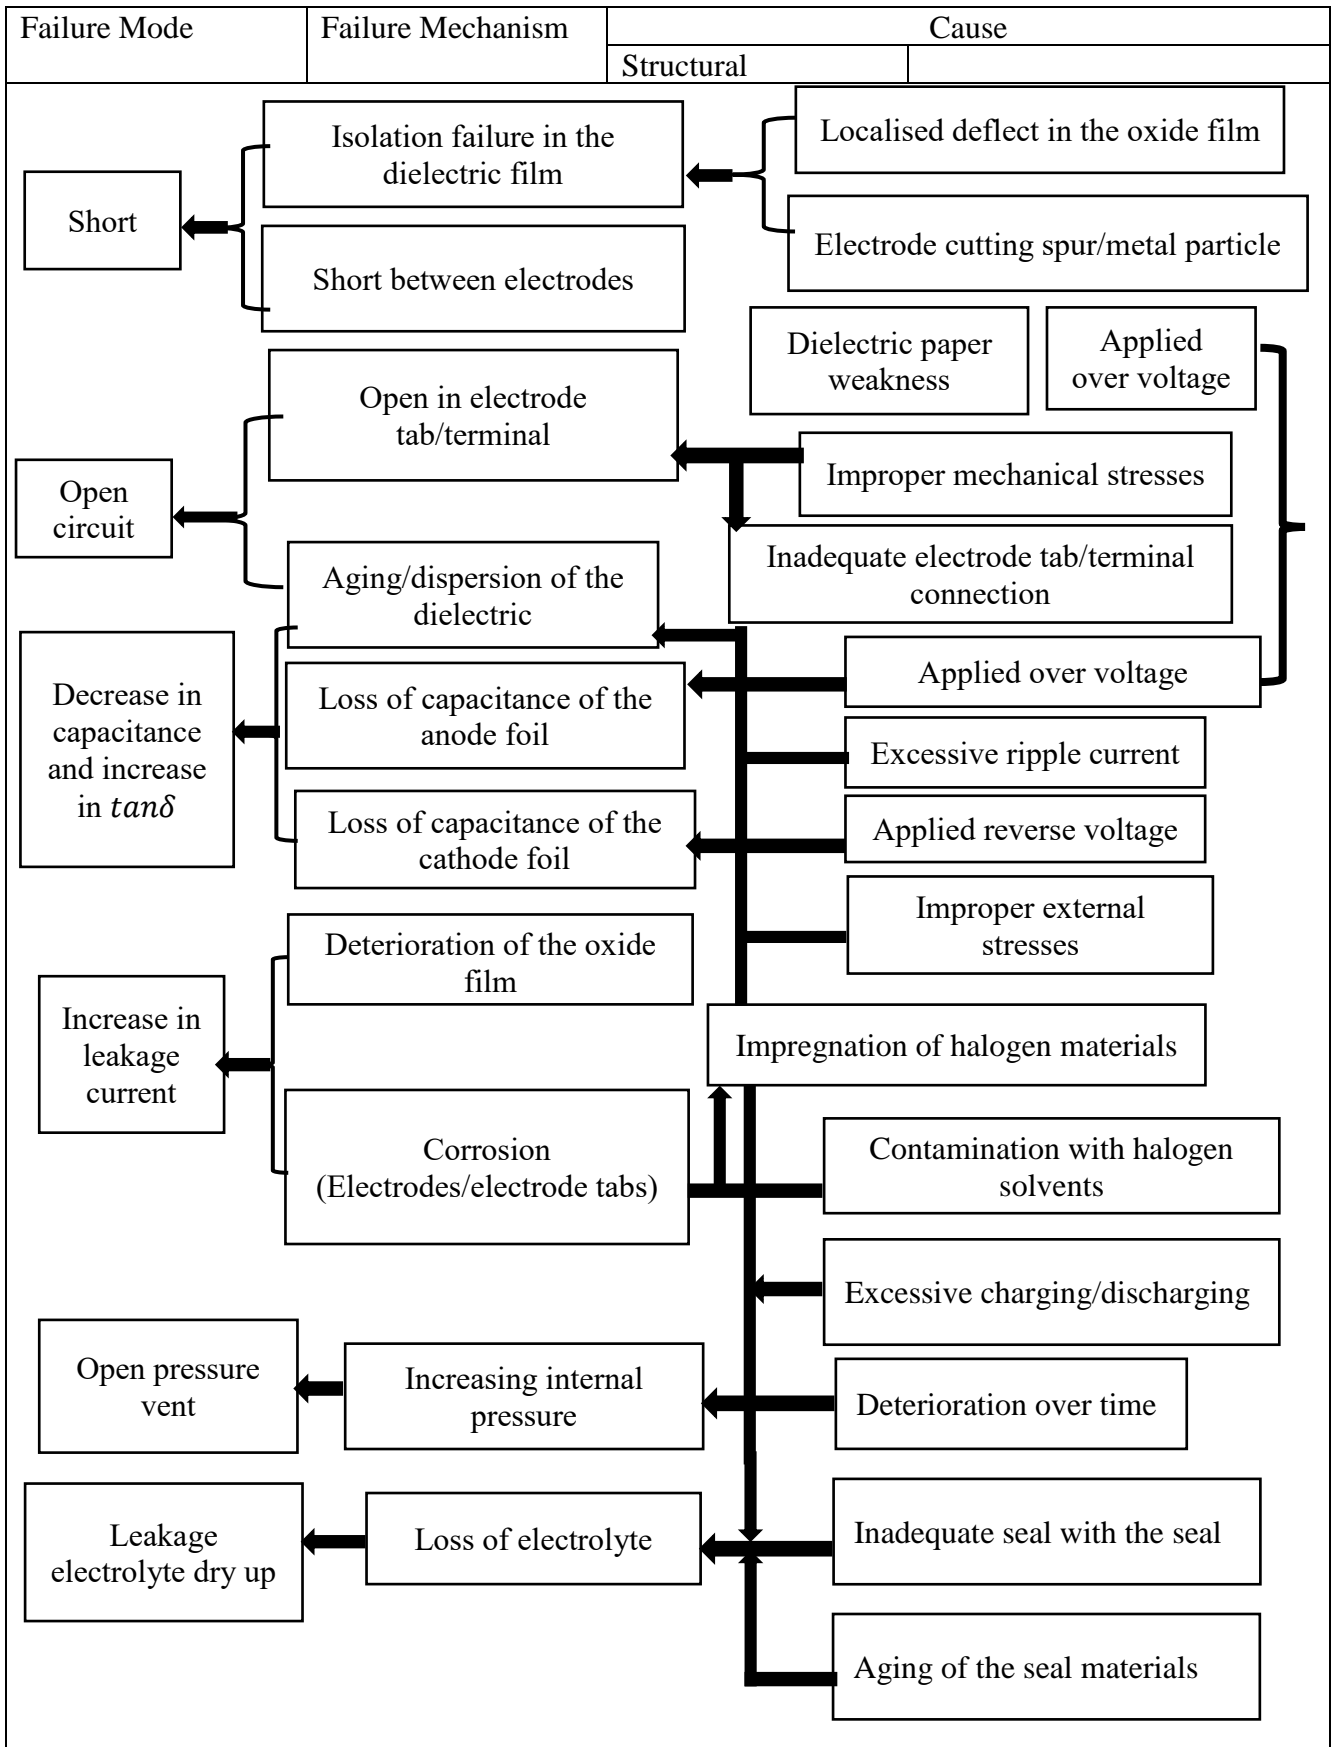 Failure Mode
Failure Mechanism
Cause
Structural
Isolation failure in the
dielectric film
Localised deflect in the oxide film
Short
Electrode cutting spur/metal particle
Short between electrodes
Dielectric paper
weakness
Applied
over voltage
Open in electrode
tab/terminal
Improper mechanical stresses
Open
circuit
Inadequate electrode tab/terminal
connection
Aging/dispersion of the
dielectric
Decrease in
capacitance
and increase
in tanδ
Loss of capacitance of the
anode foil
Applied over voltage
Excessive ripple current
Loss of capacitance of the
cathode foil
Applied reverse voltage
Improper external
stresses
Deterioration of the oxide
film
Increase in
leakage
current
Impregnation of halogen materials
Corrosion
(Electrodes/electrode tabs)
Contamination with halogen
solvents
Excessive charging/discharging
Open pressure
vent
Increasing internal
pressure
Deterioration over time
Leakage
electrolyte dry up
Loss of electrolyte
Inadequate seal with the seal
Aging of the seal materials